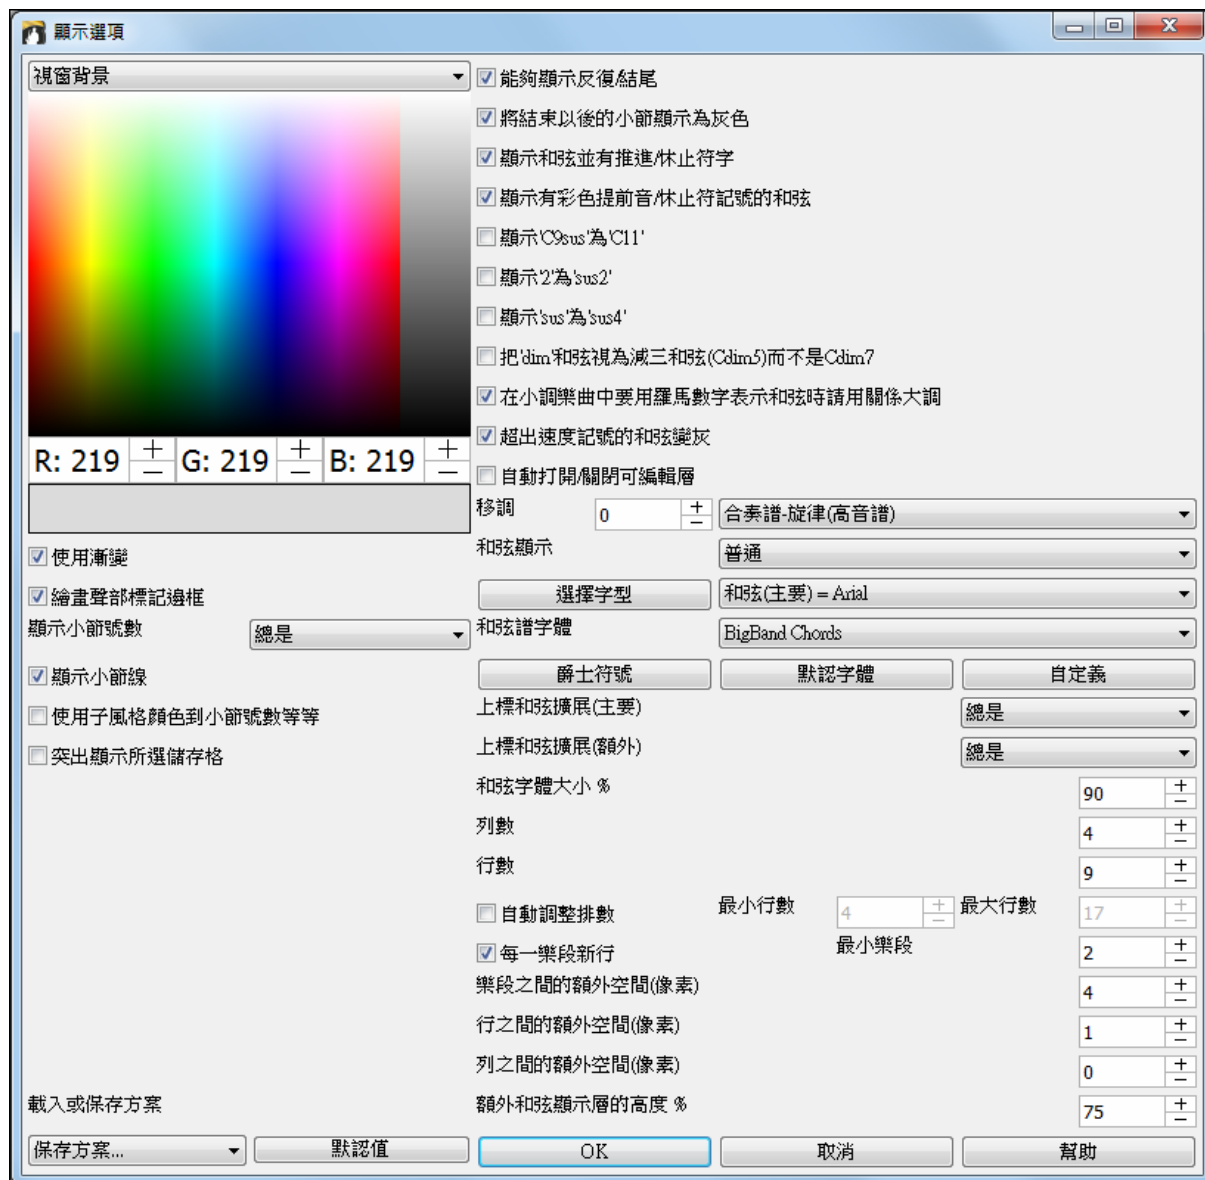 顯示選項
視窗背景
R: 219 G: 219 B: 219
使用漸變
繪畫聲部標記邊框
顯示小節號數 總是
顯示小節線
使用子風格顏色到小節號數等等
突出顯示所選儲存格
載入或保存方案
保存方案... 默認值
能夠顯示反復/結尾
將結束以後的小節顯示為灰色
顯示和弦並有推進/休止符字
顯示有彩色提前音/休止符記號的和弦
顯示'C9sus'為'C11'
顯示'2'為'sus2'
顯示'sus'為'sus4'
把'dim'和弦視為減三和弦(Cdim5)而不是Cdim7
在小調樂曲中要用羅馬數字表示和弦時請用關係大調
超出速度記號的和弦變灰
自動打開/關閉可編輯層
移調 0 合奏譜-旋律(高音譜)
和弦顯示 普通
選擇字型 和弦(主要) = Arial
和弦譜字體 BigBand Chords
爵士符號 默認字體 自定義
上標和弦擴展(主要) 總是
上標和弦擴展(額外) 總是
和弦字體大小 % 90
列數 4
行數 9
自動調整排數 最小行數 4 最大行數 17
每一樂段新行 最小樂段 2
樂段之間的額外空間(像素) 4
行之間的額外空間(像素) 1
列之間的額外空間(像素) 0
額外和弦顯示層的高度 % 75
OK 取消 幫助